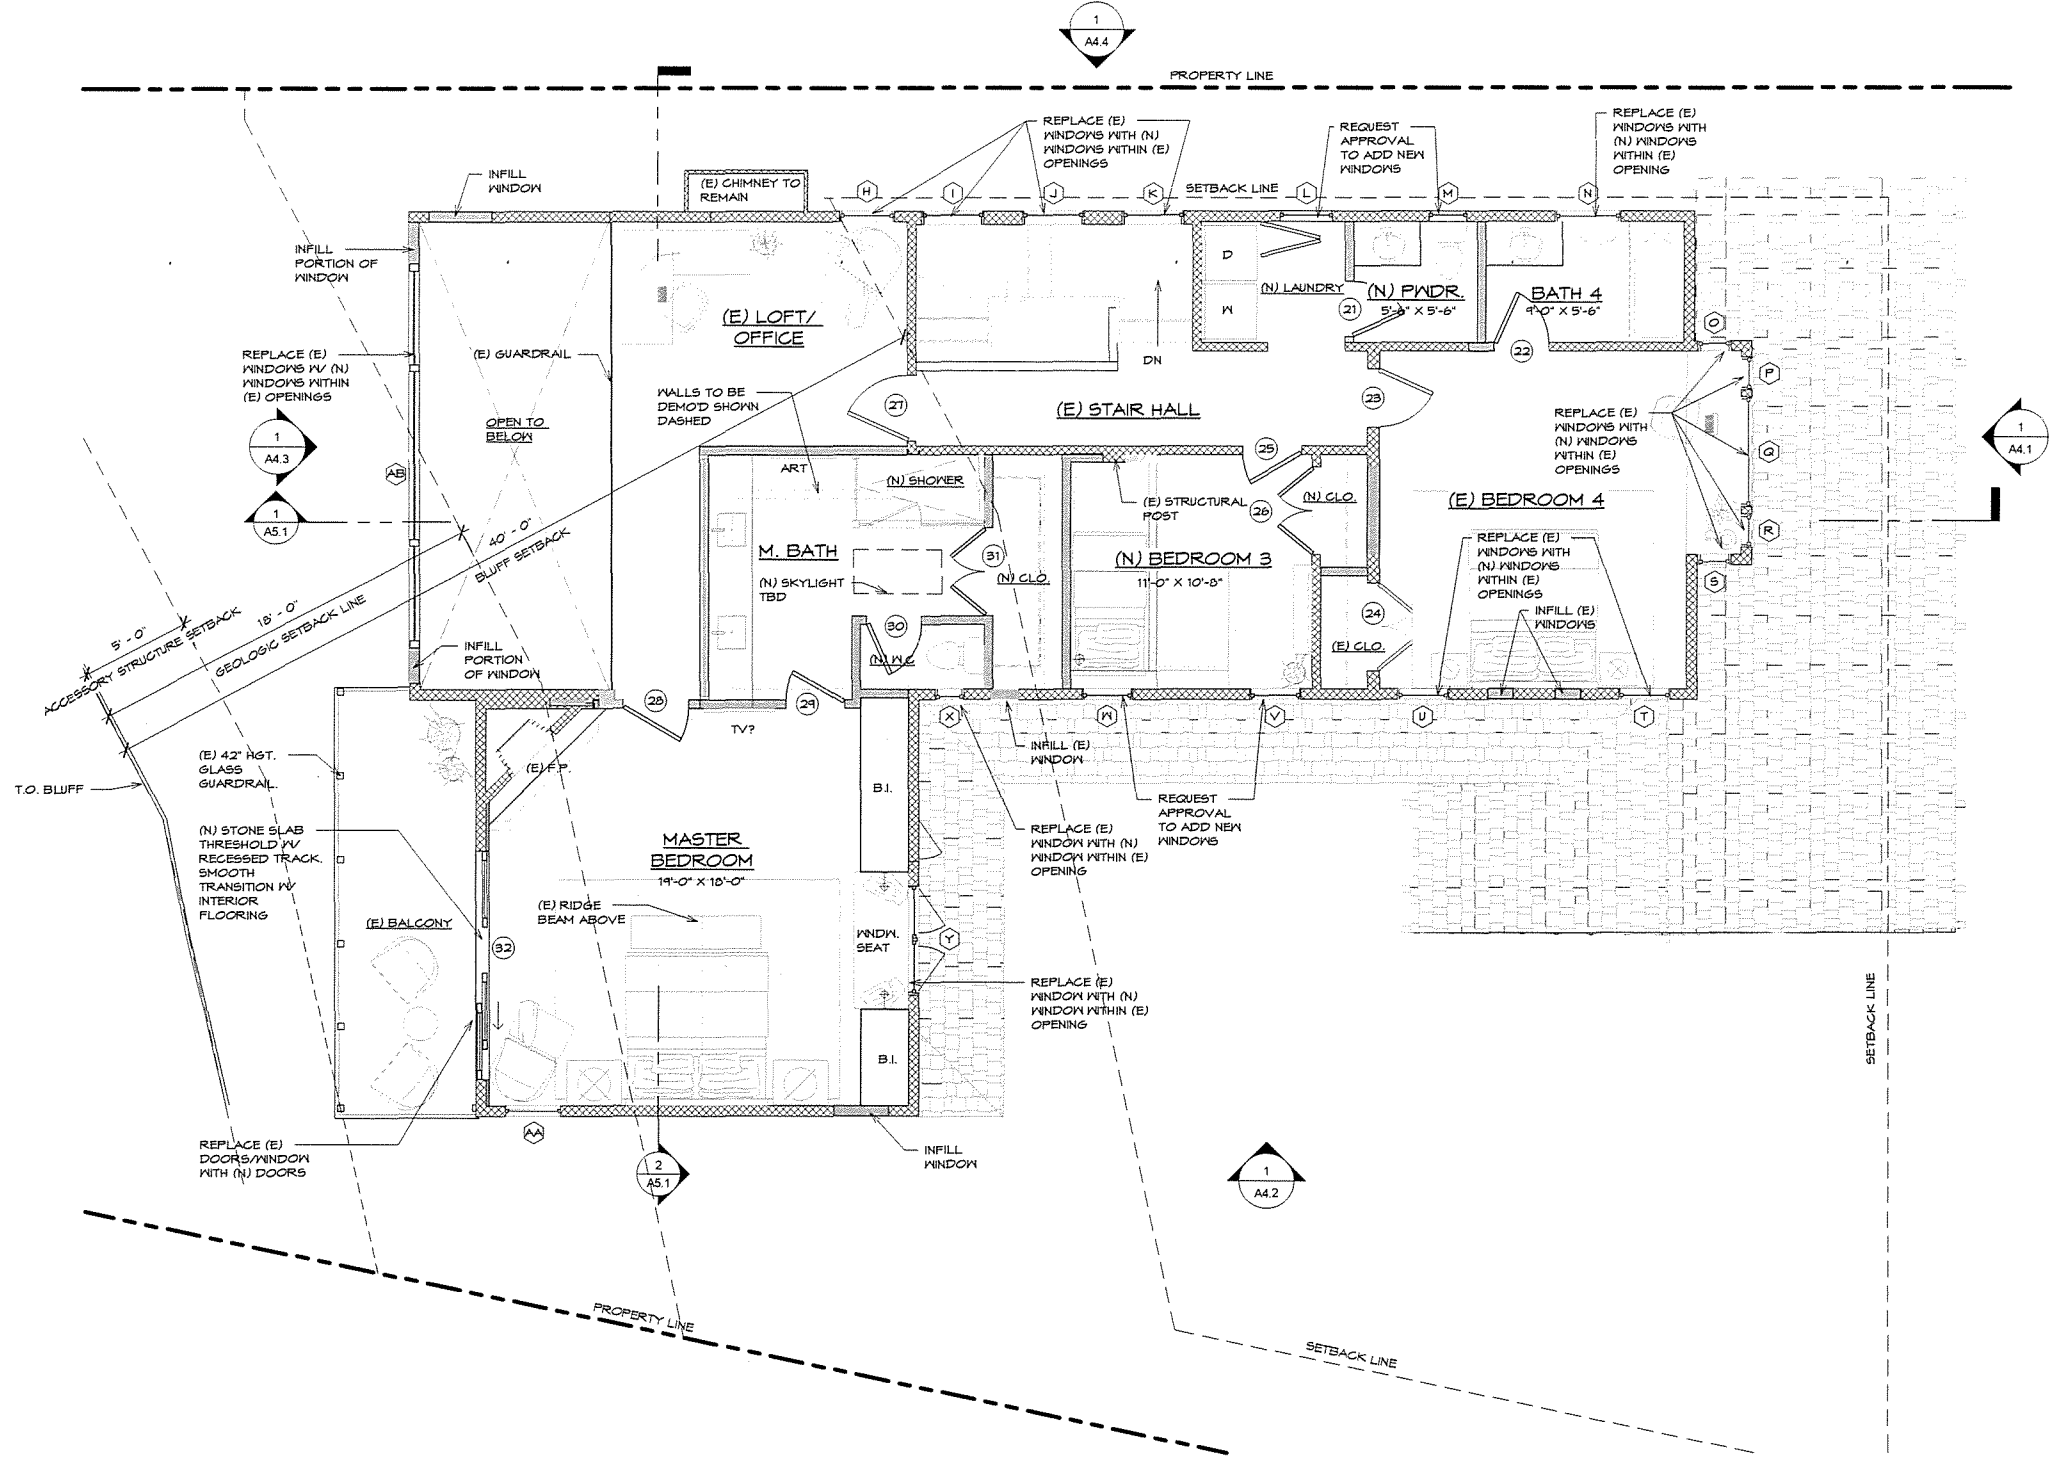 1
A4.4
PROPERTY LINE
REPLACE (E)
WINDOWS WITH (N)
WINDOWS WITHIN (E)
OPENINGS
REQUEST
APPROVAL
TO ADD NEW
WINDOWS
REPLACE (E)
WINDOWS WITH
(N) WINDOWS
WITHIN (E)
OPENING
INFILL
WINDOW
(E) CHIMNEY TO
REMAIN
H
I
J
K
SETBACK LINE
L
M
N
INFILL
PORTION OF
WINDOW
D
W
(N) LAUNDRY
21
(N) PWDR.
5'-6" X 5'-6"
BATH 4
9'-0" X 5'-6"
22
O
P
Q
R
S
(E) LOFT/
OFFICE
REPLACE (E)
WINDOWS W/ (N)
WINDOWS WITHIN
(E) OPENINGS
(E) GUARDRAIL
DN
WALLS TO BE
DEMO'D SHOWN
DASHED
27
(E) STAIR HALL
23
REPLACE (E)
WINDOWS WITH
(N) WINDOWS
WITHIN (E)
OPENINGS
1
A4.3
1
A5.1
1
A4.1
OPEN TO
BELOW
AB
25
ART
(N) SHOWER
(E) STRUCTURAL
POST
26
(N) CLO.
(E) BEDROOM 4
40' - 0"
BLUFF SETBACK
M. BATH
31
(N) CLO.
(N) SKYLIGHT
TBD
(N) BEDROOM 3
11'-0" X 10'-8"
REPLACE (E)
WINDOWS WITH
(N) WINDOWS
WITHIN (E)
OPENINGS
INFILL (E)
WINDOWS
24
(E) CLO.
30
(N) W.C
18' - 0"
GEOLOGIC SETBACK LINE
5' - 0"
ACCESSORY STRUCTURE SETBACK
INFILL
PORTION
OF WINDOW
28
29
TV?
X
W
V
U
T
INFILL (E)
WINDOW
(E) 42" HGT.
GLASS
GUARDRAIL.
T.O. BLUFF
(E) F.P.
B.I.
REQUEST
APPROVAL
TO ADD NEW
WINDOWS
(N) STONE SLAB
THRESHOLD W/
RECESSED TRACK.
SMOOTH
TRANSITION W/
INTERIOR
FLOORING
MASTER
BEDROOM
19'-0" X 18'-0"
REPLACE (E)
WINDOW WITH (N)
WINDOW WITHIN (E)
OPENING
(E) RIDGE
BEAM ABOVE
(E) BALCONY
32
WNDW.
SEAT
Y
REPLACE (E)
WINDOW WITH (N)
WINDOW WITHIN (E)
OPENING
SETBACK LINE
B.I.
AA
REPLACE (E)
DOORS/WINDOW
WITH (N) DOORS
2
A5.1
INFILL
WINDOW
1
A4.2
PROPERTY LINE
SETBACK LINE